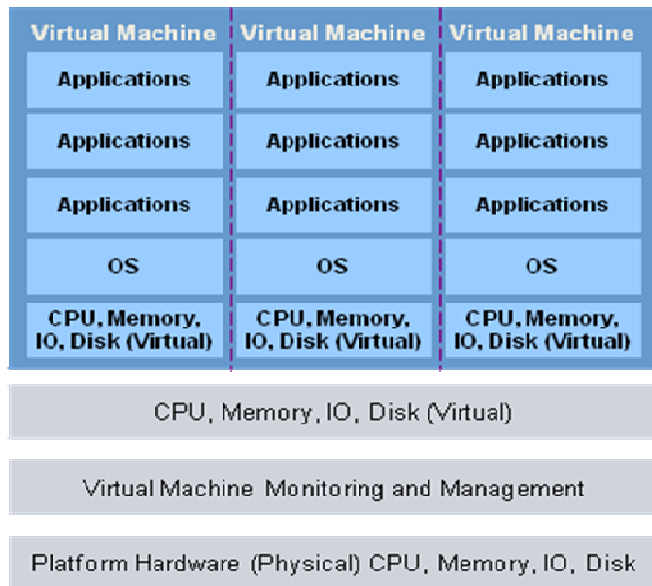 Virtual Machine Virtual Machine Virtual Machine
Applications Applications Applications
Applications Applications Applications
Applications Applications Applications
OS OS OS
CPU, Memory, CPU, Memory, CPU, Memory,
IO, Disk (Virtual) IO, Disk (Virtual) IO, Disk (Virtual)
CPU, Memory, IO, Disk (Virtual)
Virtual Machine Monitoring and Management
Platform Hardware (Physical) CPU, Memory, IO, Disk